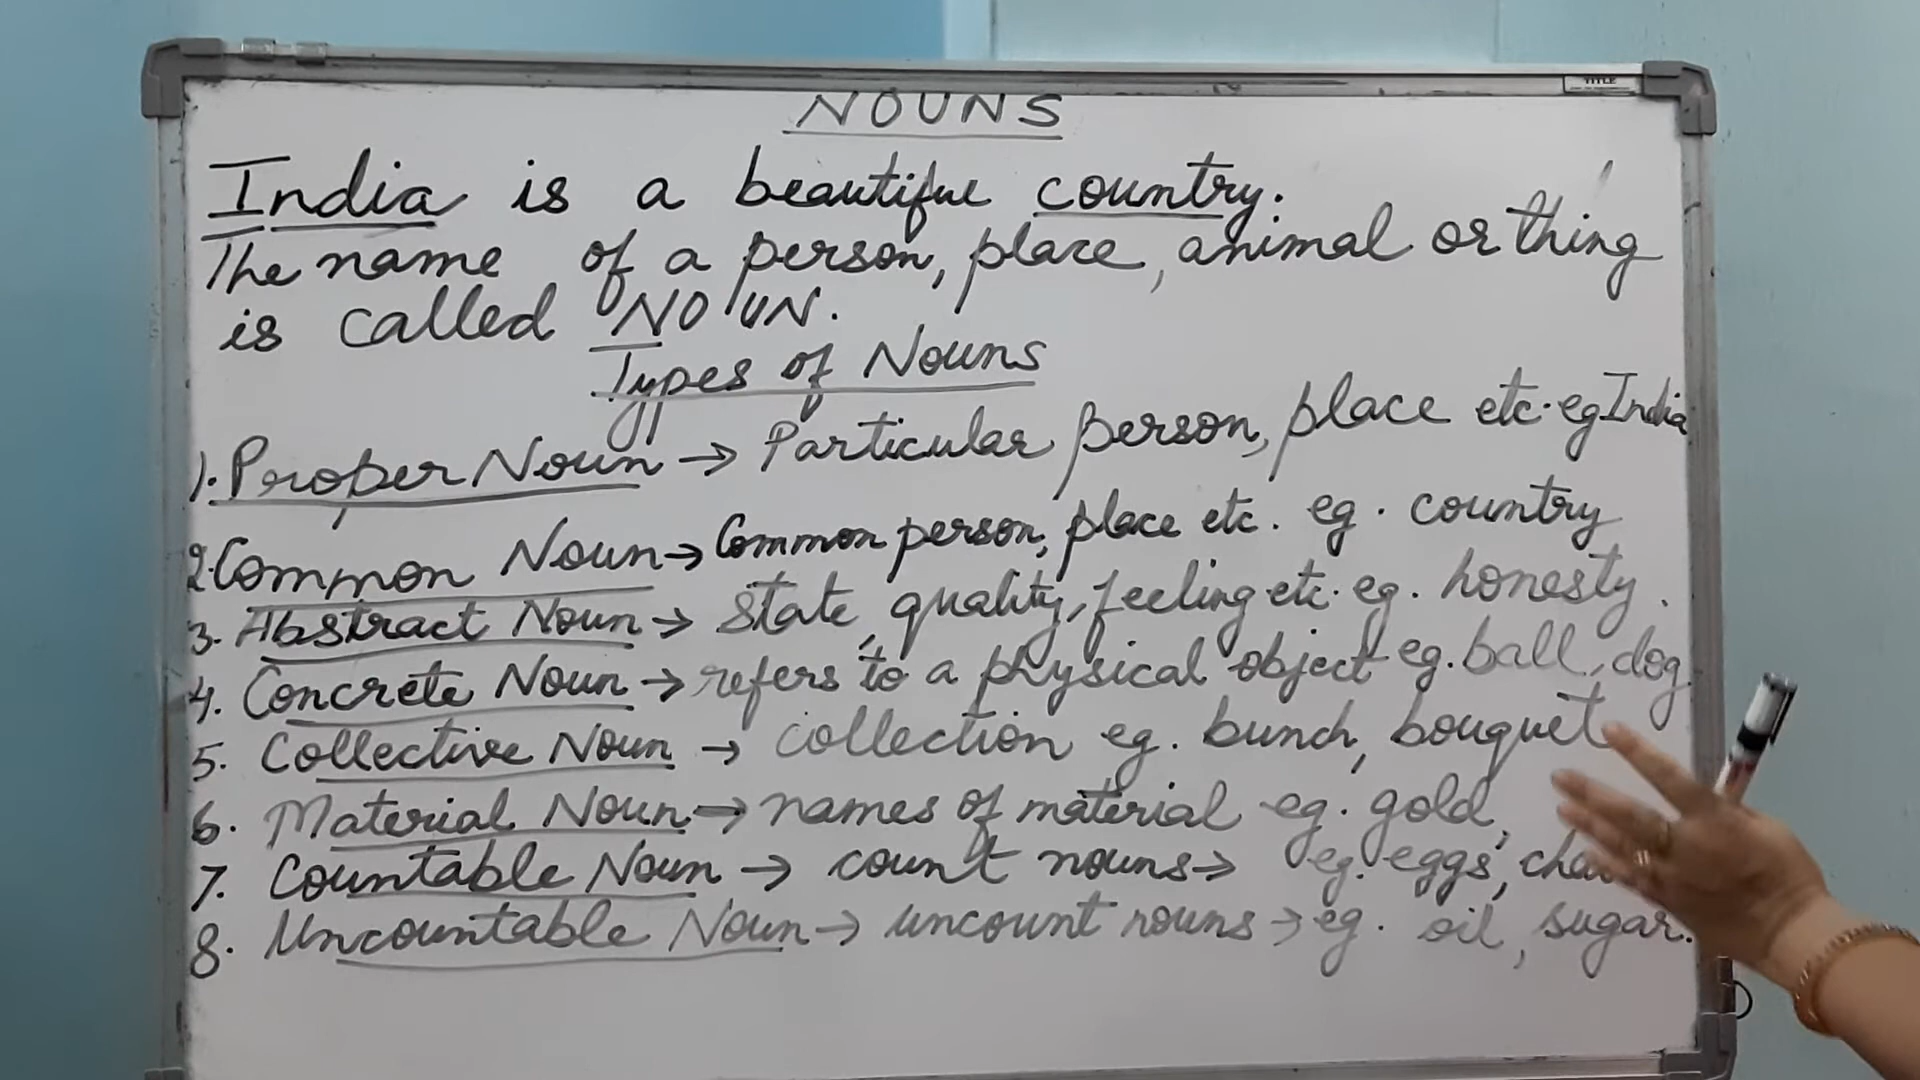 TITLE
NOUNS
India is a beautiful country.
The name of a person, place, animal or thing
is called NOUN.
Types of Nouns
1. Proper Noun → Particular person, place etc. eg India
2. Common Noun → Common person, place etc. eg. country
3. Abstract Noun → state, quality, feeling etc. eg. honesty.
4. Concrete Noun → refers to a physical object eg. ball, dog.
5. Collective Noun → collection eg. bunch, bouquet
6. Material Noun → names of material eg. gold,
7. Countable Noun → count nouns → eg. eggs,
8. Uncountable Noun → uncount nouns → eg. oil, sugar.